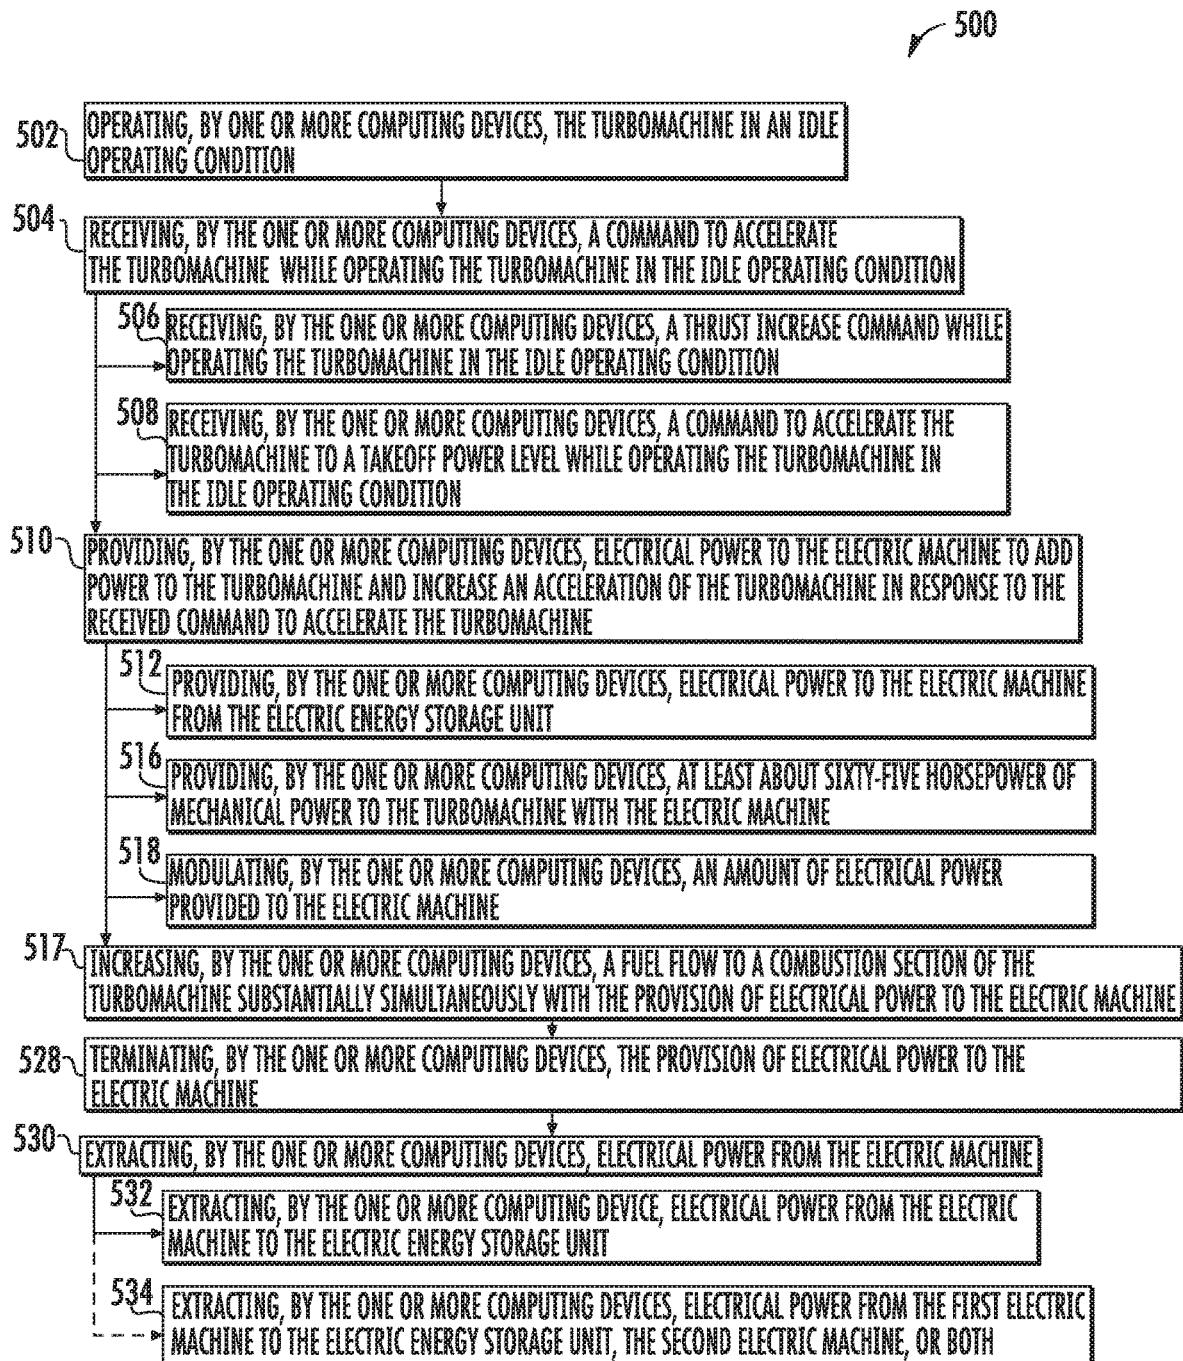 500
502
OPERATING, BY ONE OR MORE COMPUTING DEVICES, THE TURBOMACHINE IN AN IDLE
OPERATING CONDITION
504
RECEIVING, BY THE ONE OR MORE COMPUTING DEVICES, A COMMAND TO ACCELERATE
THE TURBOMACHINE WHILE OPERATING THE TURBOMACHINE IN THE IDLE OPERATING CONDITION
506
RECEIVING, BY THE ONE OR MORE COMPUTING DEVICES, A THRUST INCREASE COMMAND WHILE
OPERATING THE TURBOMACHINE IN THE IDLE OPERATING CONDITION
508
RECEIVING, BY THE ONE OR MORE COMPUTING DEVICES, A COMMAND TO ACCELERATE THE
TURBOMACHINE TO A TAKEOFF POWER LEVEL WHILE OPERATING THE TURBOMACHINE IN
THE IDLE OPERATING CONDITION
510
PROVIDING, BY THE ONE OR MORE COMPUTING DEVICES, ELECTRICAL POWER TO THE ELECTRIC MACHINE TO ADD
POWER TO THE TURBOMACHINE AND INCREASE AN ACCELERATION OF THE TURBOMACHINE IN RESPONSE TO THE
RECEIVED COMMAND TO ACCELERATE THE TURBOMACHINE
512
PROVIDING, BY THE ONE OR MORE COMPUTING DEVICES, ELECTRICAL POWER TO THE ELECTRIC MACHINE
FROM THE ELECTRIC ENERGY STORAGE UNIT
516
PROVIDING, BY THE ONE OR MORE COMPUTING DEVICES, AT LEAST ABOUT SIXTY-FIVE HORSEPOWER OF
MECHANICAL POWER TO THE TURBOMACHINE WITH THE ELECTRIC MACHINE
518
MODULATING, BY THE ONE OR MORE COMPUTING DEVICES, AN AMOUNT OF ELECTRICAL POWER
PROVIDED TO THE ELECTRIC MACHINE
517
INCREASING, BY THE ONE OR MORE COMPUTING DEVICES, A FUEL FLOW TO A COMBUSTION SECTION OF THE
TURBOMACHINE SUBSTANTIALLY SIMULTANEOUSLY WITH THE PROVISION OF ELECTRICAL POWER TO THE ELECTRIC MACHINE
528
TERMINATING, BY THE ONE OR MORE COMPUTING DEVICES, THE PROVISION OF ELECTRICAL POWER TO THE
ELECTRIC MACHINE
530
EXTRACTING, BY THE ONE OR MORE COMPUTING DEVICES, ELECTRICAL POWER FROM THE ELECTRIC MACHINE
532
EXTRACTING, BY THE ONE OR MORE COMPUTING DEVICE, ELECTRICAL POWER FROM THE ELECTRIC
MACHINE TO THE ELECTRIC ENERGY STORAGE UNIT
534
EXTRACTING, BY THE ONE OR MORE COMPUTING DEVICES, ELECTRICAL POWER FROM THE FIRST ELECTRIC
MACHINE TO THE ELECTRIC ENERGY STORAGE UNIT, THE SECOND ELECTRIC MACHINE, OR BOTH